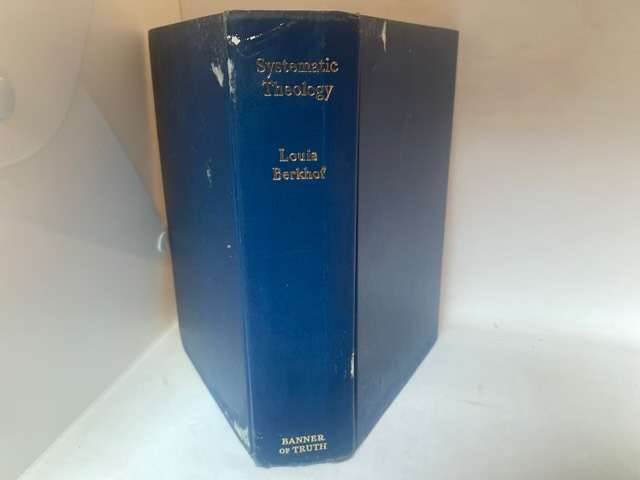 Systematic
Theology
Louis
Berkhof
BANNER
OF TRUTH